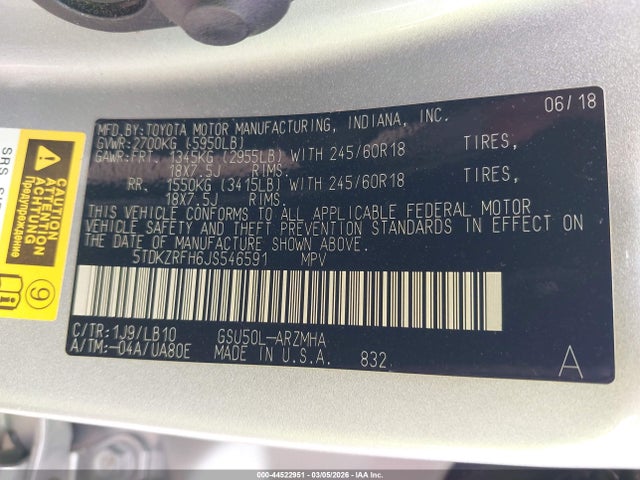 06/18
MFD.BY:TOYOTA MOTOR MANUFACTURING, INDIANA, INC.
GVWR:2700KG (5950LB)
GAWR:FRT. 1345KG (2955LB) WITH 245/60R18 TIRES,
18X7.5J RIMS.
RR. 1550KG (3415LB) WITH 245/60R18 TIRES,
18X7.5J RIMS.
THIS VEHICLE CONFORMS TO ALL APPLICABLE FEDERAL MOTOR
VEHICLE SAFETY AND THEFT PREVENTION STANDARDS IN EFFECT ON
THE DATE OF MANUFACTURE SHOWN ABOVE.
5TDKZRFH6JS546591 MPV
C/TR:1J9/LB10 GSU50L-ARZMHA
A/TM:-04A/UA80E MADE IN U.S.A. 832 A
CAUTION
ATTENTION
ACHTUNG
Предупреждение
9
SRS
000-44522951 03/05/2026 IAA Inc.